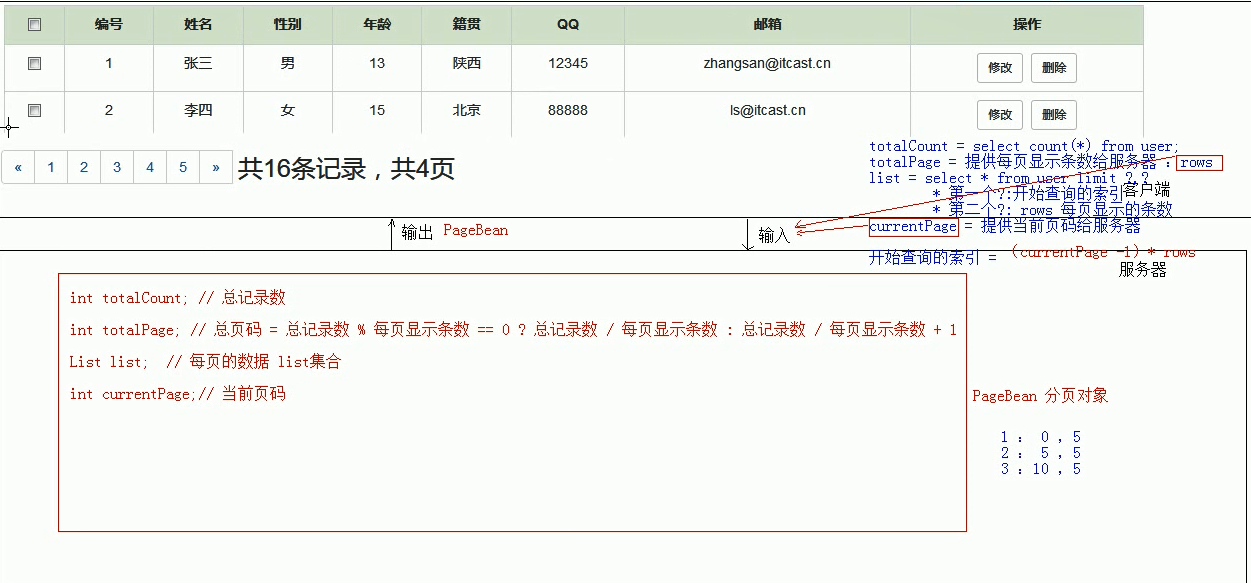 编号 姓名 性别 年龄 籍贯 QQ 邮箱 操作
1 张三 男 13 陕西 12345 zhangsan@itcast.cn 修改 删除
2 李四 女 15 北京 88888 ls@itcast.cn 修改 删除
« 1 2 3 4 5 » 共16条记录，共4页
totalCount = select count(*) from user;
totalPage = 提供每页显示条数给服务器 : rows
list = select * from user limit ?,?
* 第一个?:开始查询的索引
客户端
* 第二个?: rows 每页显示的条数
currentPage = 提供当前页码给服务器
输出 PageBean
输入
开始查询的索引 = (currentPage -1) * rows
服务器
int totalCount; // 总记录数
int totalPage; // 总页码 = 总记录数 % 每页显示条数 == 0 ? 总记录数 / 每页显示条数 : 总记录数 / 每页显示条数 + 1
List list; // 每页的数据 list集合
int currentPage;// 当前页码
PageBean 分页对象
1 : 0 , 5
2 : 5 , 5
3 : 10 , 5